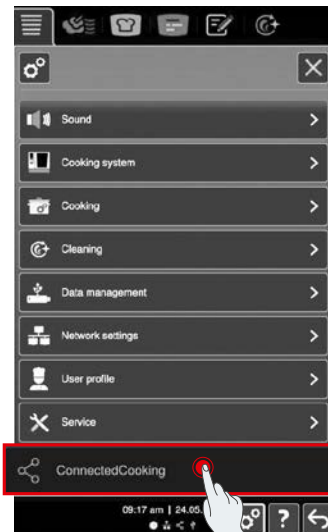 Sound
Cooking system
Cooking
Cleaning
Data management
Network settings
User profile
Service
ConnectedCooking
09:17 am | 24.05.
?